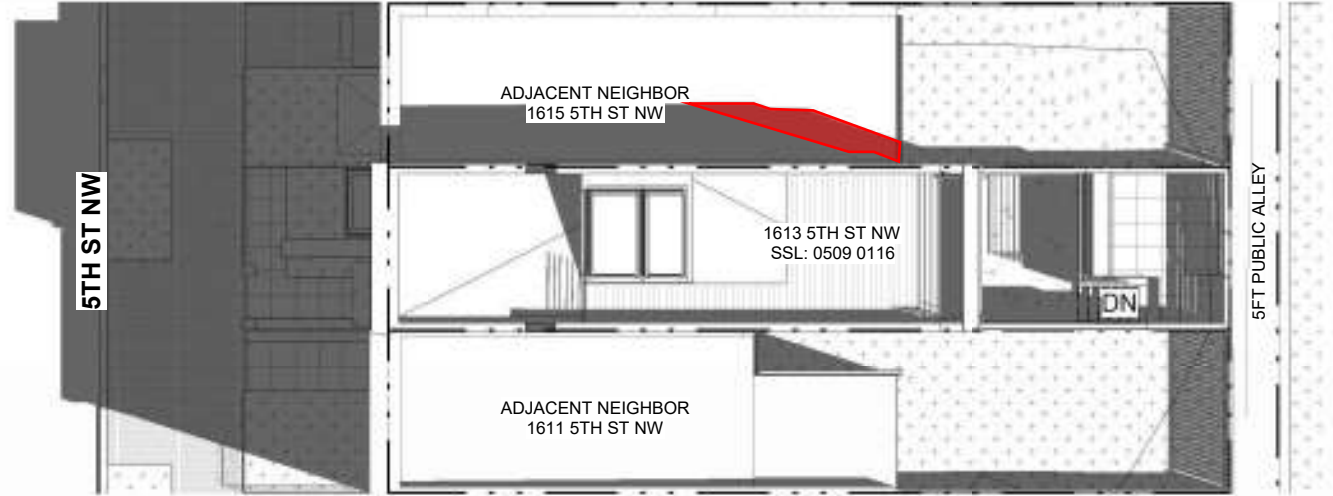 ADJACENT NEIGHBOR
1615 5TH ST NW
5TH ST NW
1613 5TH ST NW
SSL: 0509 0116
DN
5FT PUBLIC ALLEY
ADJACENT NEIGHBOR
1611 5TH ST NW